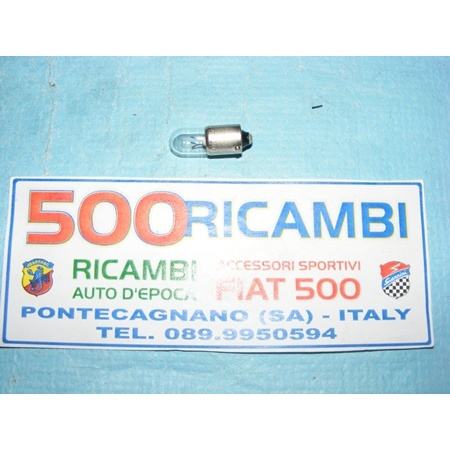 500 RICAMBI
RICAMBI
AUTO D'EPOCA
ACCESSORI SPORTIVI
FIAT 500
PONTECAGNANO (SA) - ITALY
TEL. 089.9950594